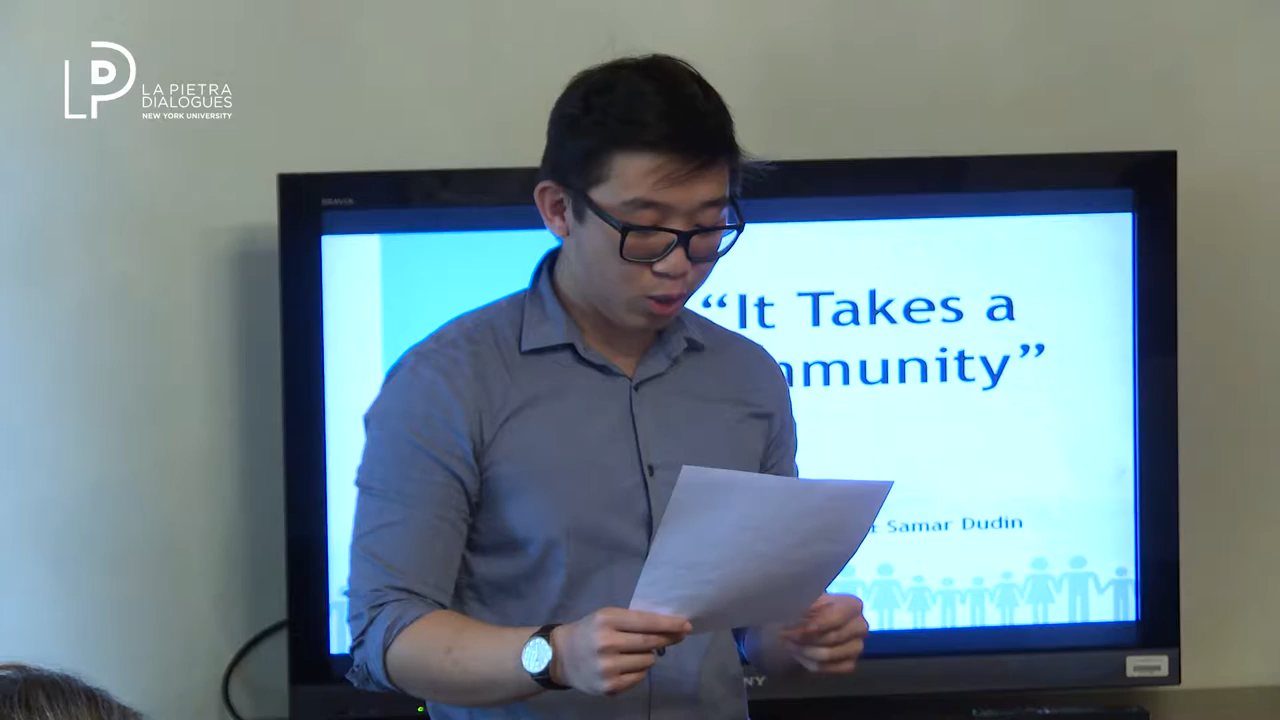 LA PIETRA
DIALOGUES
NEW YORK UNIVERSITY
BRAVIA
“It Takes a
mmunity”
Samar Dudin
NY